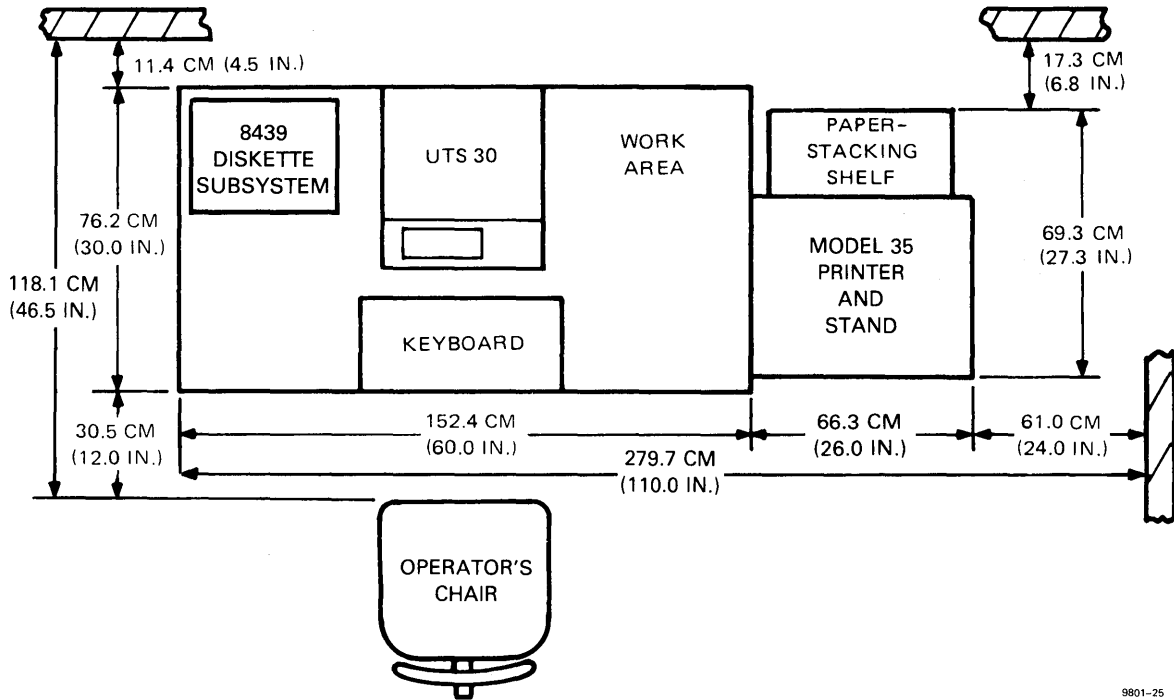 11.4 CM (4.5 IN.)
17.3 CM
(6.8 IN.)
8439
DISKETTE
SUBSYSTEM
UTS 30
WORK
AREA
PAPER-
STACKING
SHELF
76.2 CM
(30.0 IN.)
118.1 CM
(46.5 IN.)
MODEL 35
PRINTER
AND
STAND
69.3 CM
(27.3 IN.)
KEYBOARD
30.5 CM
(12.0 IN.)
152.4 CM
(60.0 IN.)
66.3 CM
(26.0 IN.)
61.0 CM
(24.0 IN.)
279.7 CM
(110.0 IN.)
OPERATOR'S
CHAIR
9801-25